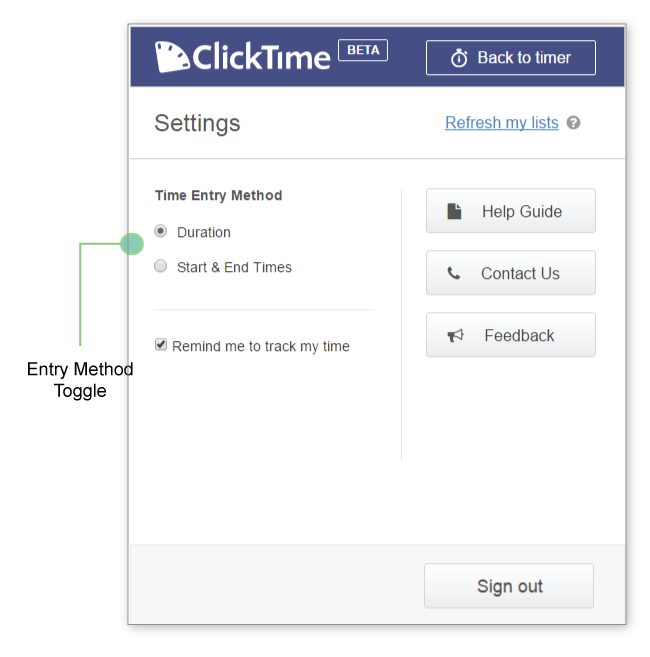 ClickTime BETA
Back to timer
Settings
Refresh my lists ?
Time Entry Method
Duration
Start & End Times
Remind me to track my time
Help Guide
Contact Us
Feedback
Entry Method
Toggle
Sign out